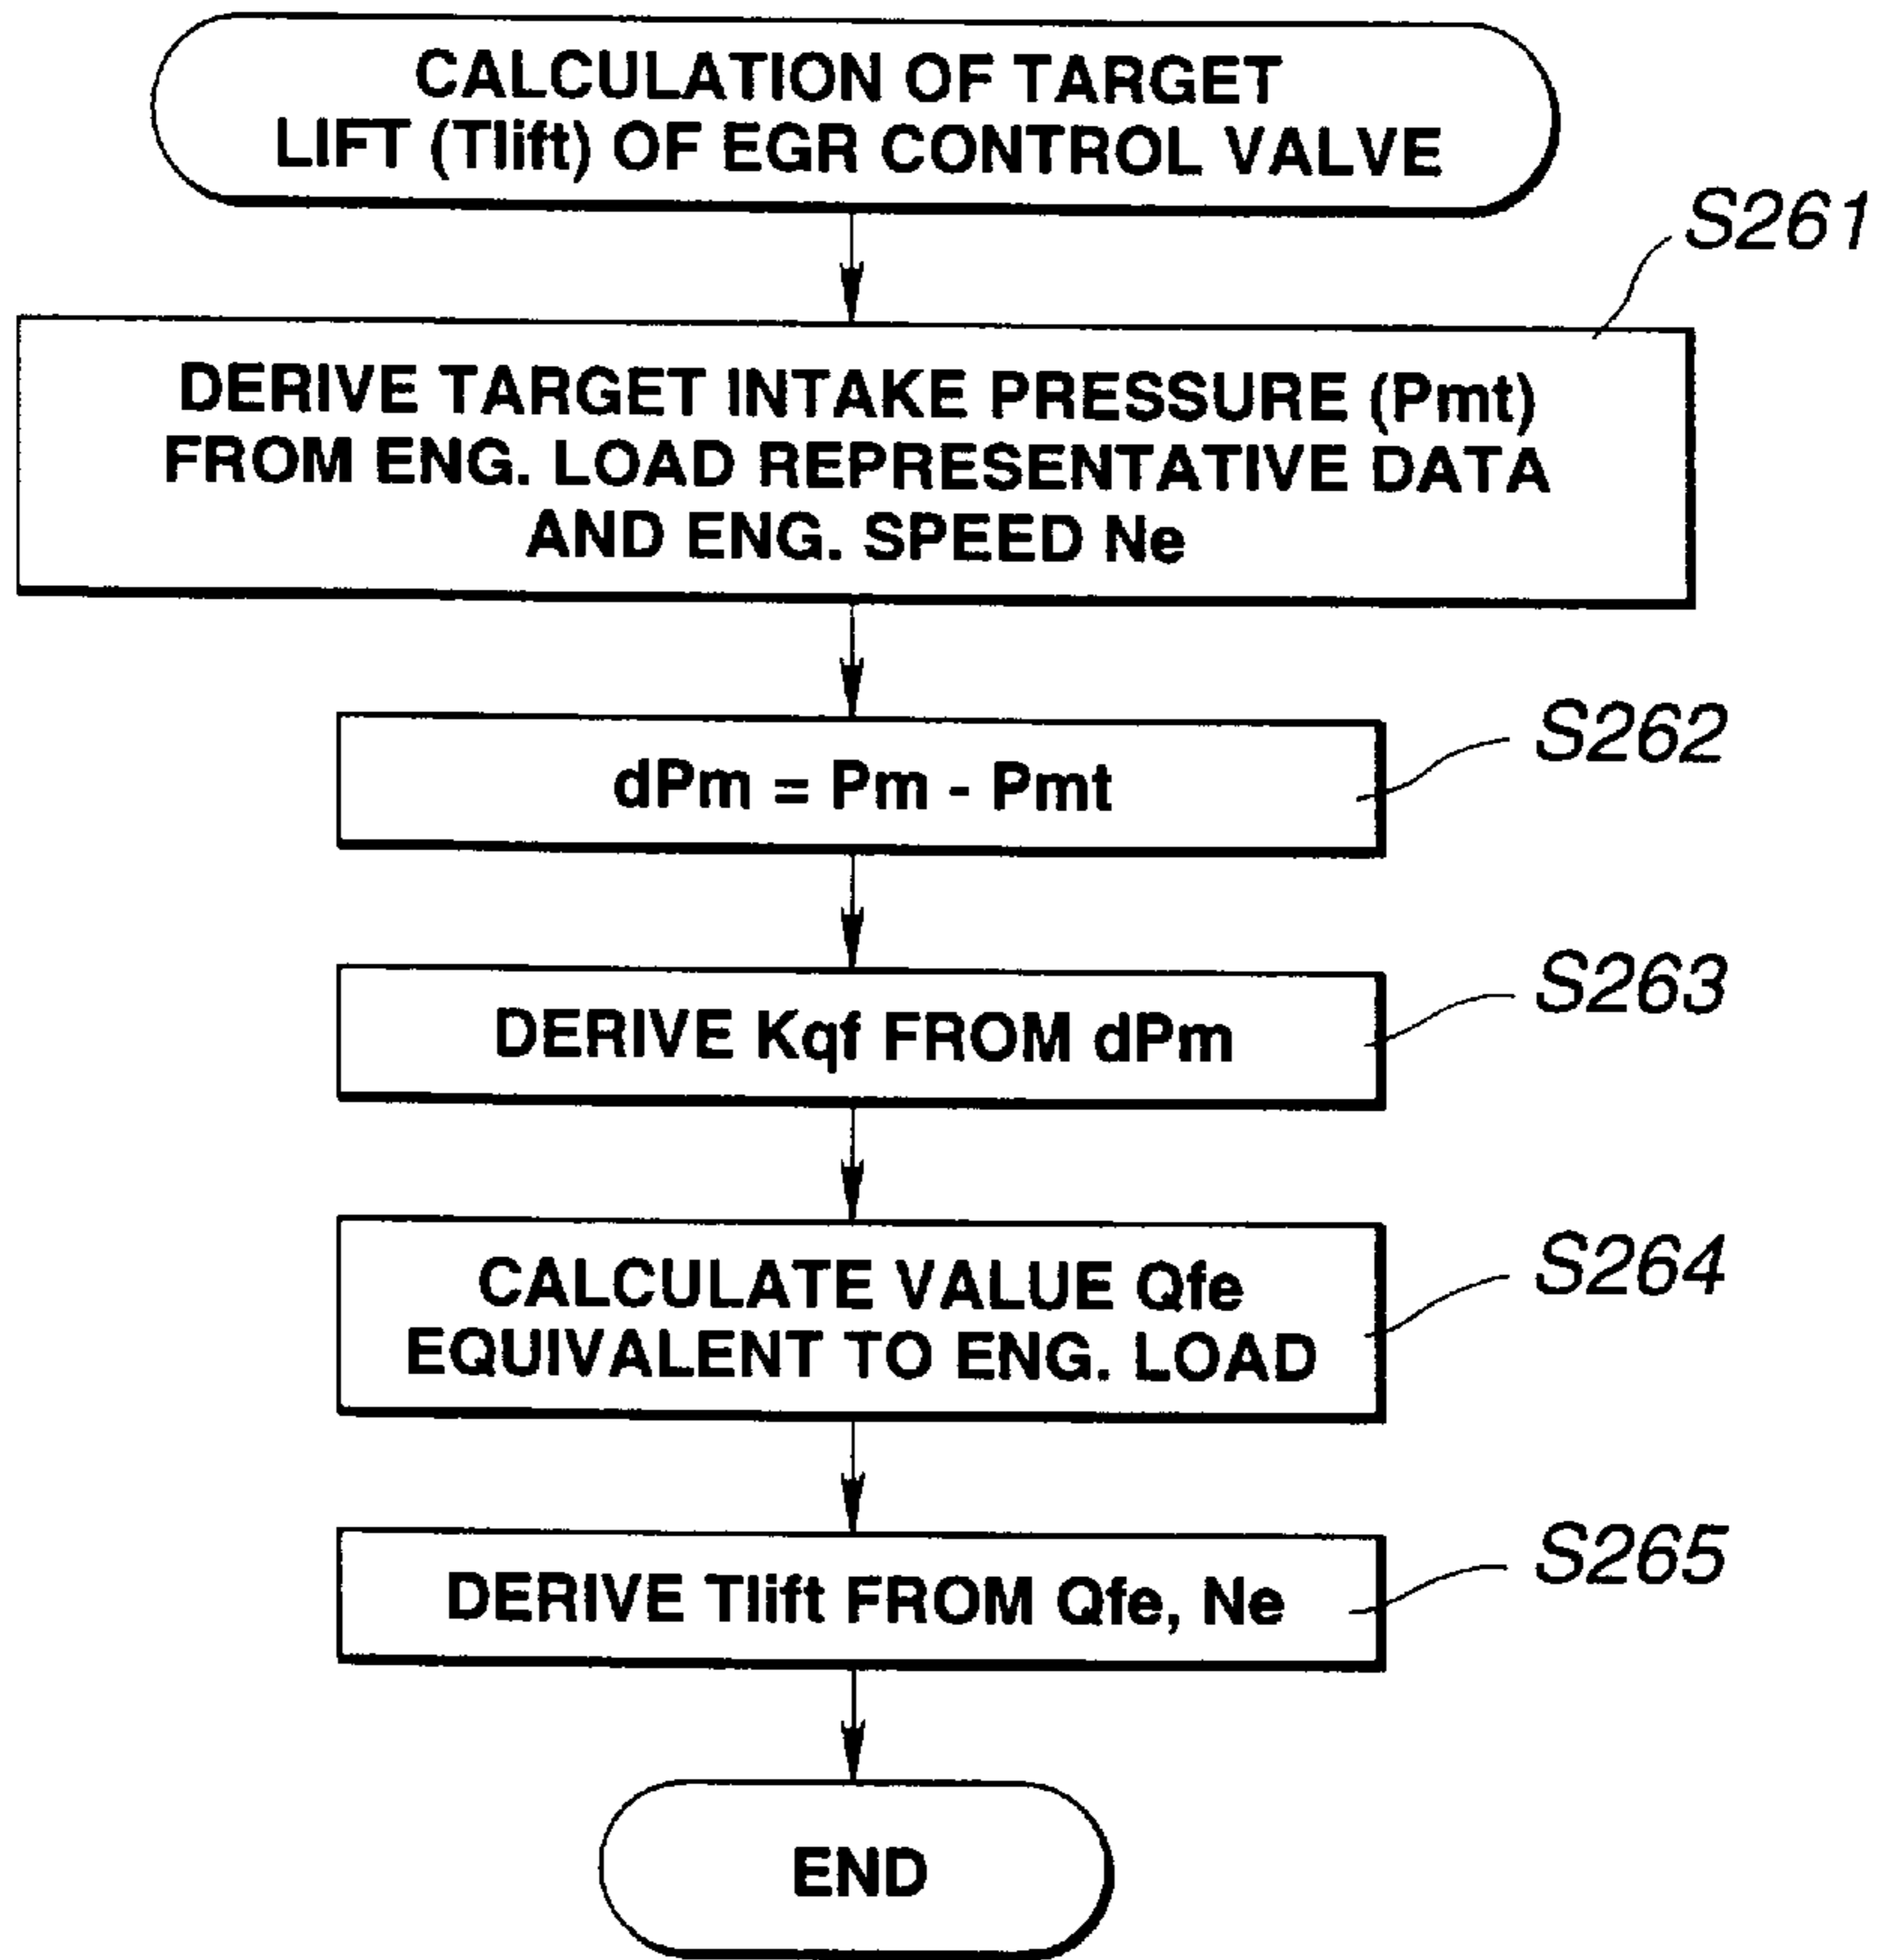 CALCULATION OF TARGET
LIFT (Tlift) OF EGR CONTROL VALVE
S261
DERIVE TARGET INTAKE PRESSURE (Pmt)
FROM ENG. LOAD REPRESENTATIVE DATA
AND ENG. SPEED Ne
S262
dPm = Pm - Pmt
S263
DERIVE Kqf FROM dPm
S264
CALCULATE VALUE Qfe
EQUIVALENT TO ENG. LOAD
S265
DERIVE Tlift FROM Qfe, Ne
END